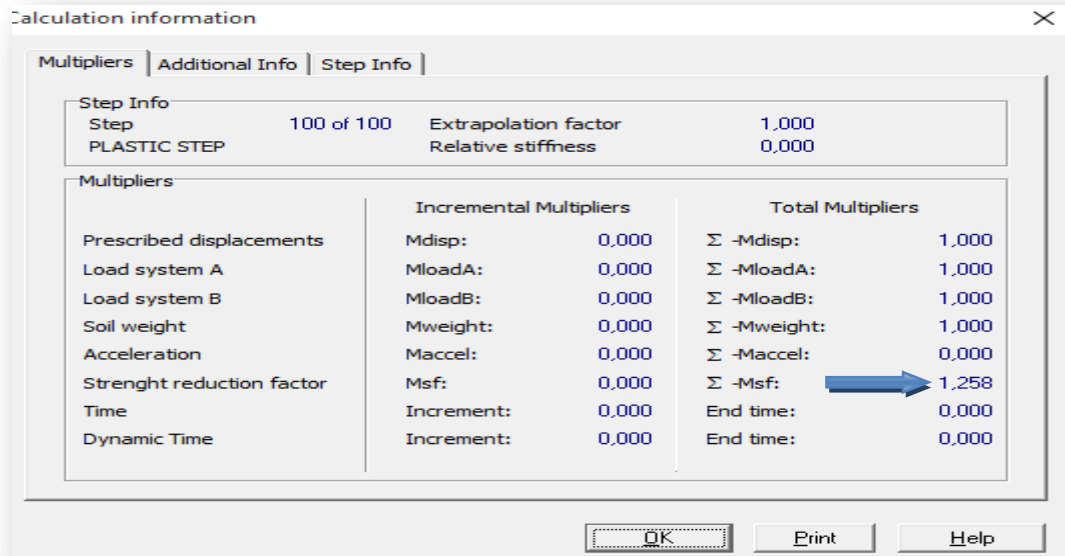 Calculation information
Multipliers Additional Info Step Info
Step Info
Step 100 of 100 Extrapolation factor 1,000
PLASTIC STEP Relative stiffness 0,000
Multipliers
Incremental Multipliers Total Multipliers
Prescribed displacements Mdisp: 0,000 Σ -Mdisp: 1,000
Load system A MloadA: 0,000 Σ -MloadA: 1,000
Load system B MloadB: 0,000 Σ -MloadB: 1,000
Soil weight Mweight: 0,000 Σ -Mweight: 1,000
Acceleration Maccel: 0,000 Σ -Maccel: 0,000
Strenght reduction factor Msf: 0,000 Σ -Msf: 1,258
Time Increment: 0,000 End time: 0,000
Dynamic Time Increment: 0,000 End time: 0,000
OK Print Help